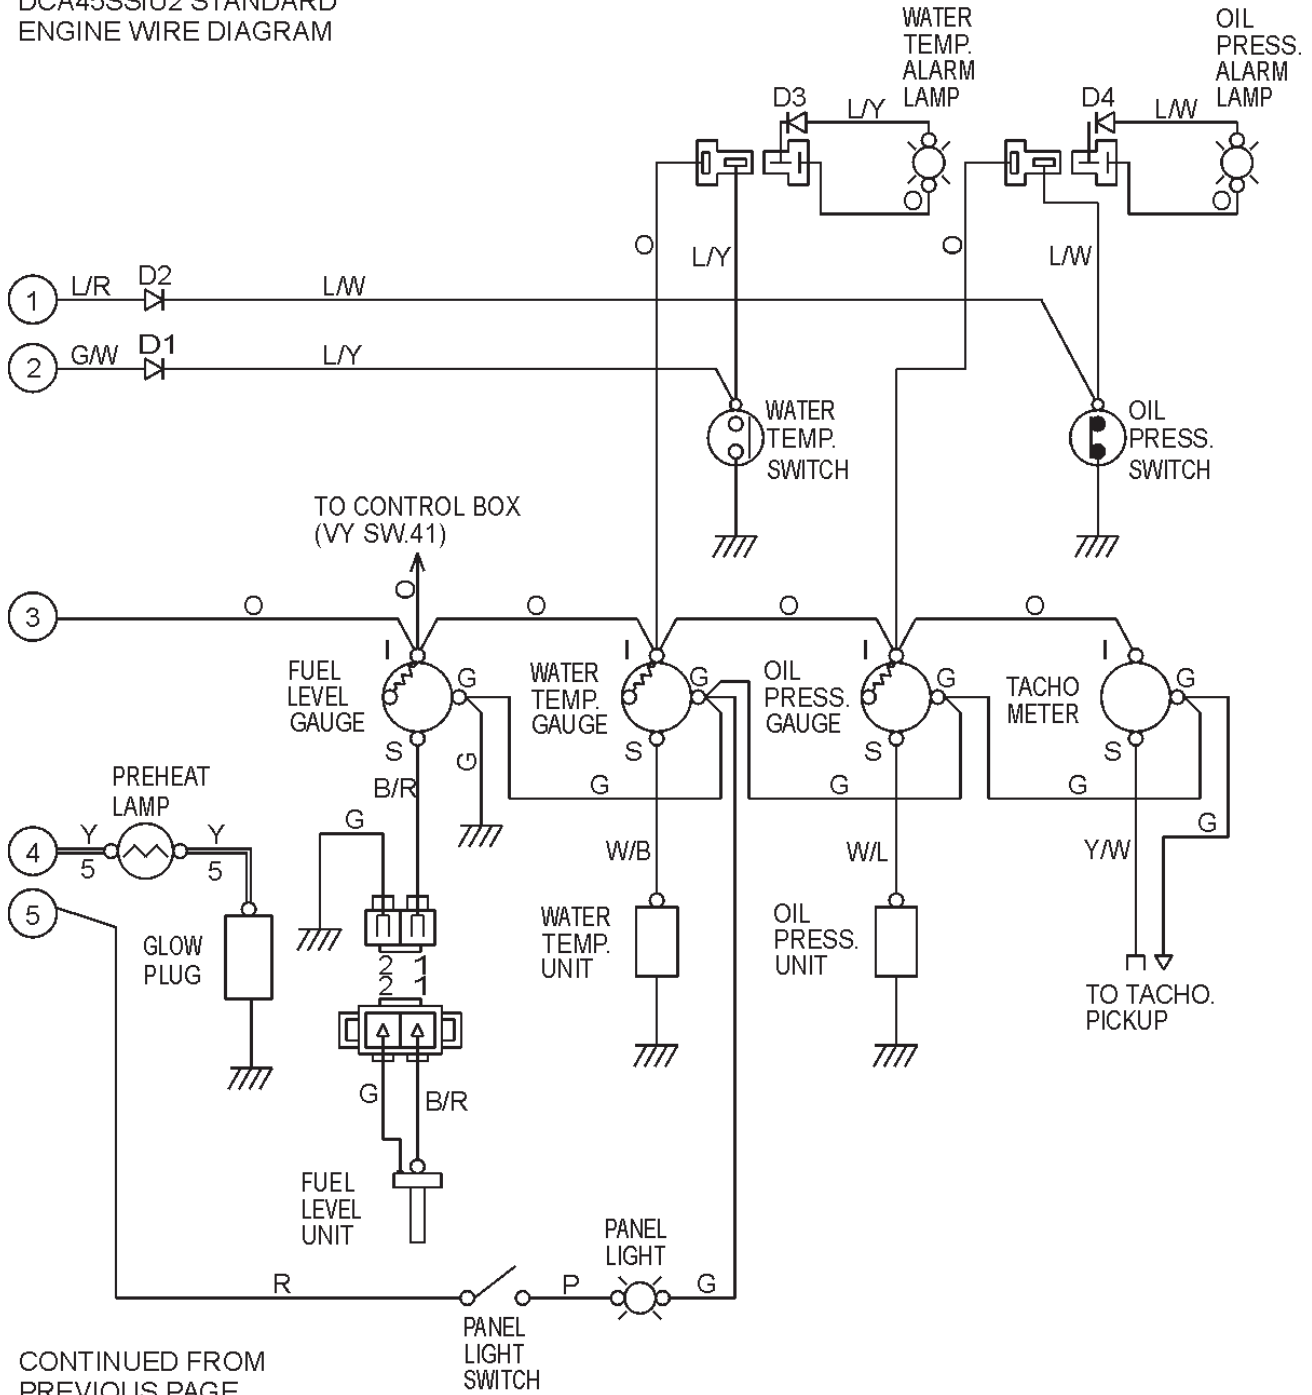 DCA45SSIU2 STANDARD
ENGINE WIRE DIAGRAM
WATER
TEMP.
ALARM
LAMP
OIL
PRESS.
ALARM
LAMP
D3
L/Y
D4
L/W
O
O
O
L/Y
O
L/W
1
L/R
D2
L/W
2
G/W
D1
L/Y
WATER
TEMP.
SWITCH
OIL
PRESS.
SWITCH
TO CONTROL BOX
(VY SW.41)
O
3
O
O
O
O
I
I
I
I
FUEL
LEVEL
GAUGE
G
WATER
TEMP.
GAUGE
G
OIL
PRESS.
GAUGE
G
TACHO
METER
G
S
S
S
S
G
B/R
G
G
G
PREHEAT
LAMP
G
G
4
Y
5
Y
5
W/B
W/L
Y/W
5
GLOW
PLUG
WATER
TEMP.
UNIT
OIL
PRESS.
UNIT
2 1
2 1
TO TACHO.
PICKUP
G
B/R
FUEL
LEVEL
UNIT
PANEL
LIGHT
R
P
G
PANEL
LIGHT
SWITCH
CONTINUED FROM
PREVIOUS PAGE